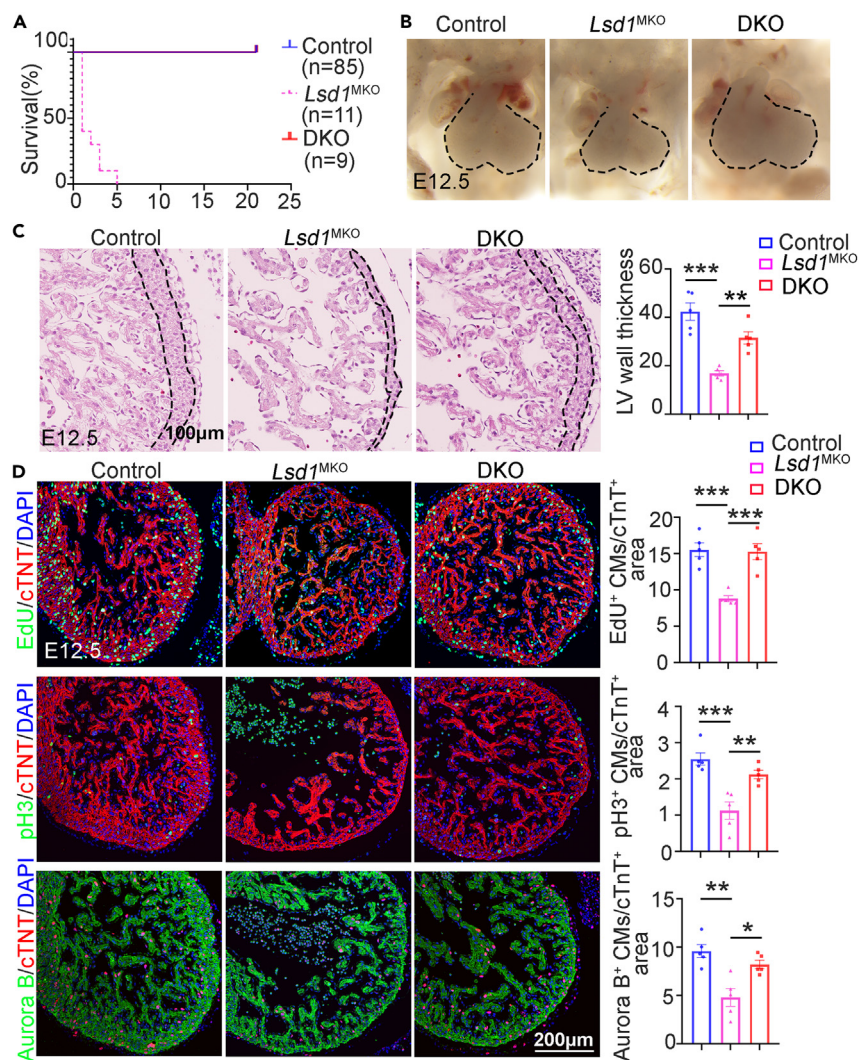 A
100
50
0
Survival(%)
0 5 10 15 20 25
Control
(n=85)
Lsd1MKO
(n=11)
DKO
(n=9)
B
Control Lsd1MKO DKO
E12.5
C
Control Lsd1MKO DKO
E12.5
100μm
Control
Lsd1MKO
DKO
LV wall thickness
60
40
20
0
*** **
D
Control Lsd1MKO DKO
EdU/cTNT/DAPI
E12.5
Control
Lsd1MKO
DKO
EdU+ CMs/cTnT+
area
20
15
10
5
0
*** ***
pH3/cTNT/DAPI
pH3+ CMs/cTnT+
area
4
3
2
1
0
*** **
Aurora B/cTNT/DAPI
200μm
Aurora B+ CMs/cTnT+
area
15
10
5
0
** *